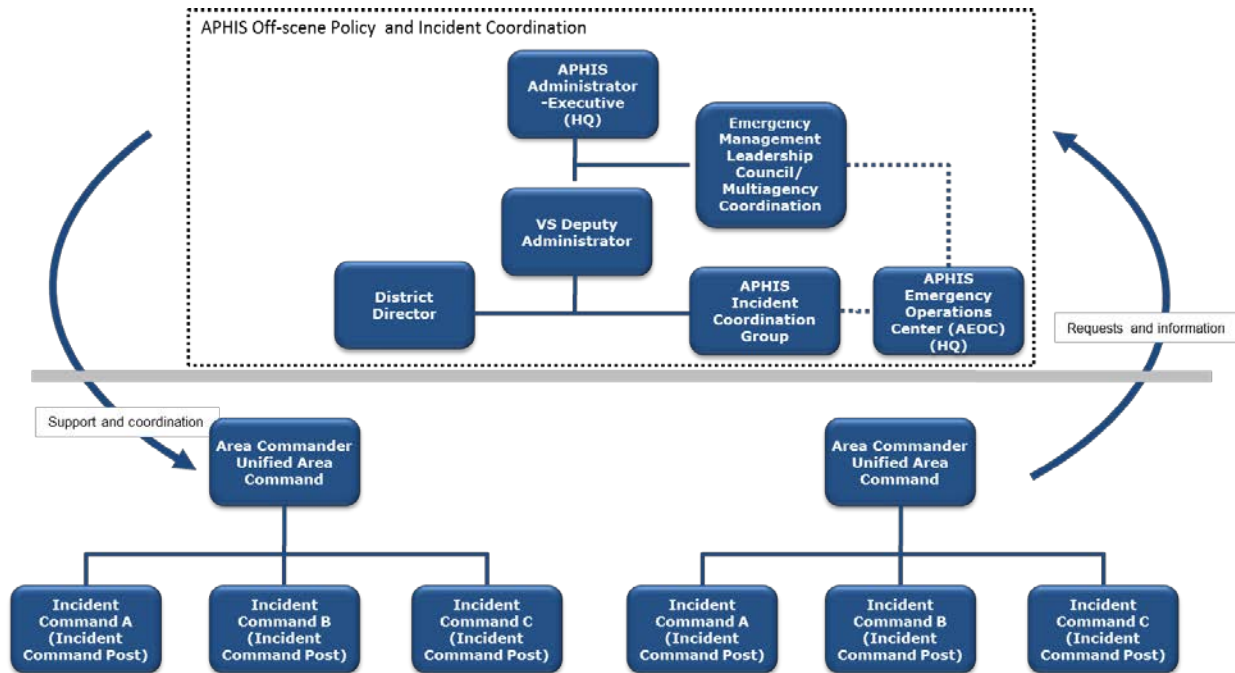 APHIS Off-scene Policy and Incident Coordination
APHIS
Administrator
-Executive
(HQ)
Emergency
Management
Leadership
Council/
Multiagency
Coordination
VS Deputy
Administrator
District
Director
APHIS
Incident
Coordination
Group
APHIS
Emergency
Operations
Center (AEOC)
(HQ)
Requests and information
Support and coordination
Area Commander
Unified Area
Command
Area Commander
Unified Area
Command
Incident
Command A
(Incident
Command Post)
Incident
Command B
(Incident
Command Post)
Incident
Command C
(Incident
Command Post)
Incident
Command A
(Incident
Command Post)
Incident
Command B
(Incident
Command Post)
Incident
Command C
(Incident
Command Post)